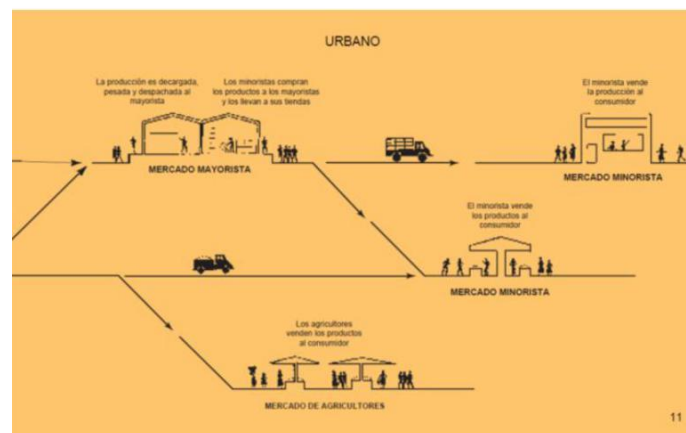 URBANO
La producción es decargada,
pesada y despachada al
mayorista
Los minoristas compran
los productos a los mayoristas
y los llevan a sus tiendas
El minorista vende
la producción al
consumidor
MERCADO MAYORISTA
MERCADO MINORISTA
El minorista vende
los productos al
consumidor
MERCADO MINORISTA
Los agricultores
venden los productos
al consumidor
MERCADO DE AGRICULTORES
11